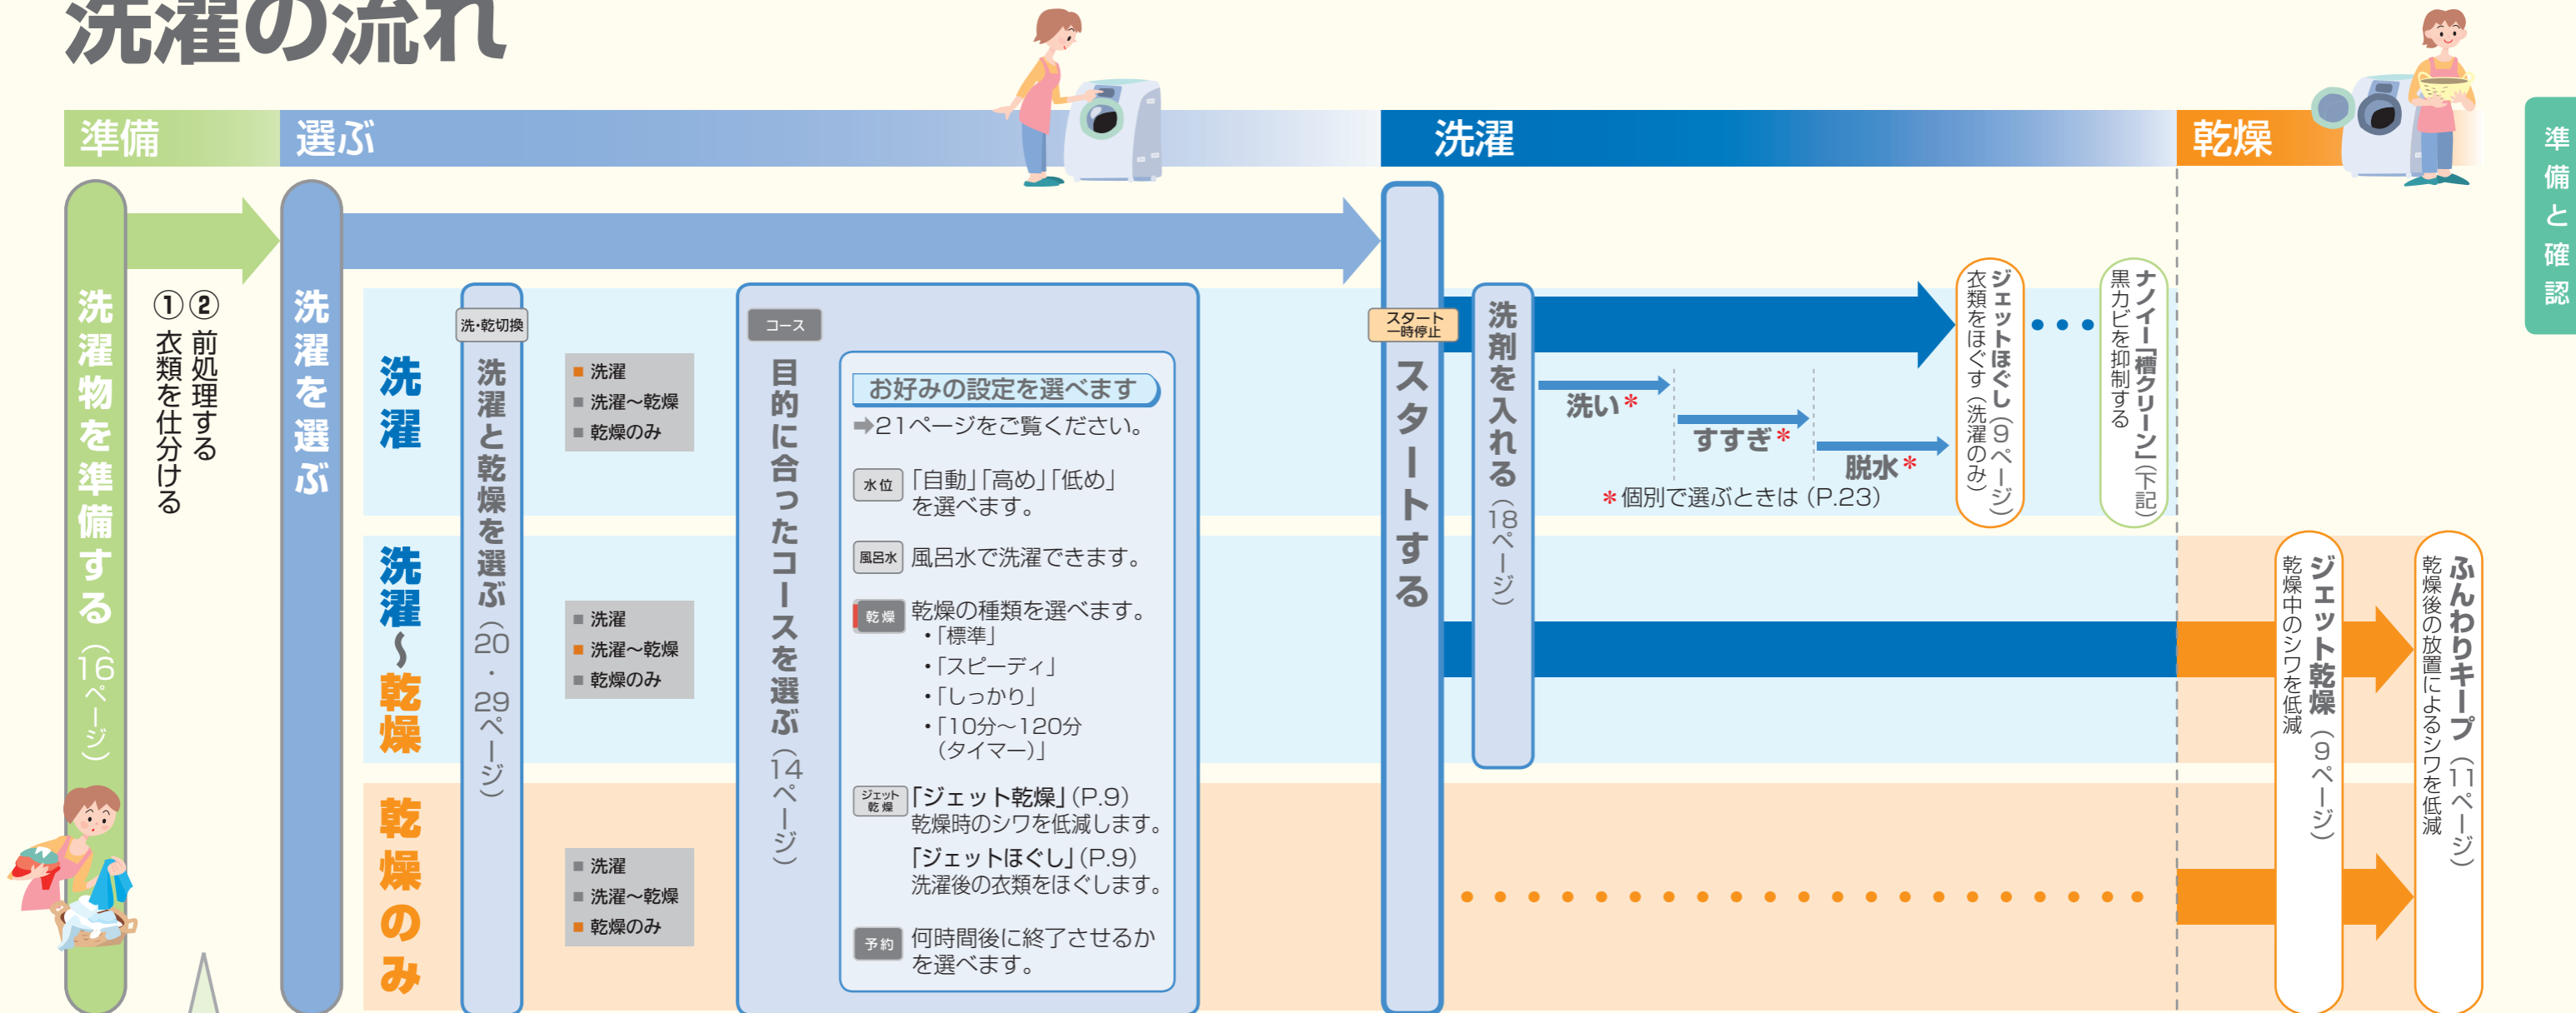 洗濯の流れ
準備
選ぶ
洗濯
乾燥
準備と確認
洗濯物を準備する（16ページ）
①衣類を仕分ける
②前処理する
洗濯を選ぶ
洗濯
洗濯～乾燥
乾燥のみ
洗・乾切換
洗濯と乾燥を選ぶ（20・29ページ）
■ 洗濯
■ 洗濯～乾燥
■ 乾燥のみ
■ 洗濯
■ 洗濯～乾燥
■ 乾燥のみ
■ 洗濯
■ 洗濯～乾燥
■ 乾燥のみ
コース
目的に合ったコースを選ぶ（14ページ）
お好みの設定を選べます
➡21ページをご覧ください。
水位 「自動」「高め」「低め」
を選べます。
風呂水 風呂水で洗濯できます。
乾燥 乾燥の種類を選べます。
・「標準」
・「スピーディ」
・「しっかり」
・「10分～120分
（タイマー）」
ジェット乾燥 「ジェット乾燥」（P.9）
乾燥時のシワを低減します。
「ジェットほぐし」（P.9）
洗濯後の衣類をほぐします。
予約 何時間後に終了させるか
を選べます。
スタート
一時停止
スタートする
洗剤を入れる（18ページ）
洗い＊
すすぎ＊
脱水＊
＊個別で選ぶときは（P.23）
ジェットほぐし（9ページ）
衣類をほぐす（洗濯のみ）
ナノイー「槽クリーン」（下記）
黒カビを抑制する
ジェット乾燥（9ページ）
乾燥中のシワを低減
ふんわりキープ（11ページ）
乾燥後の放置によるシワを低減